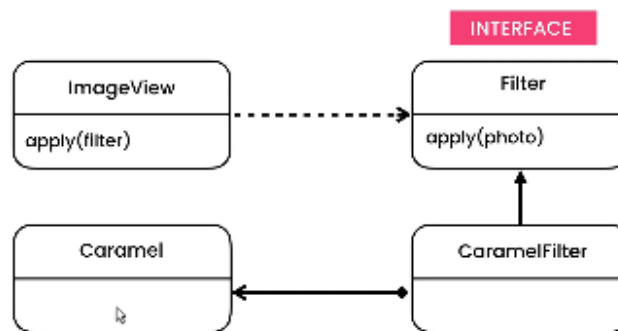 INTERFACE
ImageView
Filter
apply(filter)
apply(photo)
Caramel
CaramelFilter